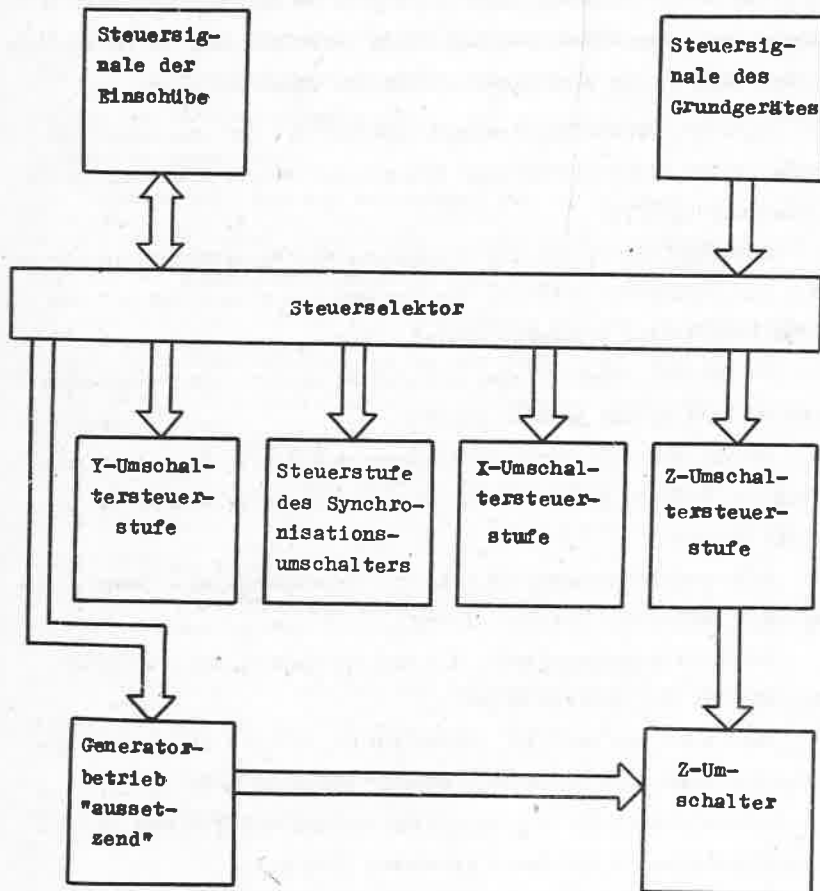 Steuersig-
nale der
Einschübe
Steuersig-
nale des
Grundgerätes
Steuerselektor
Y-Umschal-
tersteuer-
stufe
Steuerstufe
des Synchro-
nisations-
umschalters
X-Umschal-
tersteuer-
stufe
Z-Umschal-
tersteuer-
stufe
Generator-
betrieb
"ausset-
zend"
Z-Um-
schalter